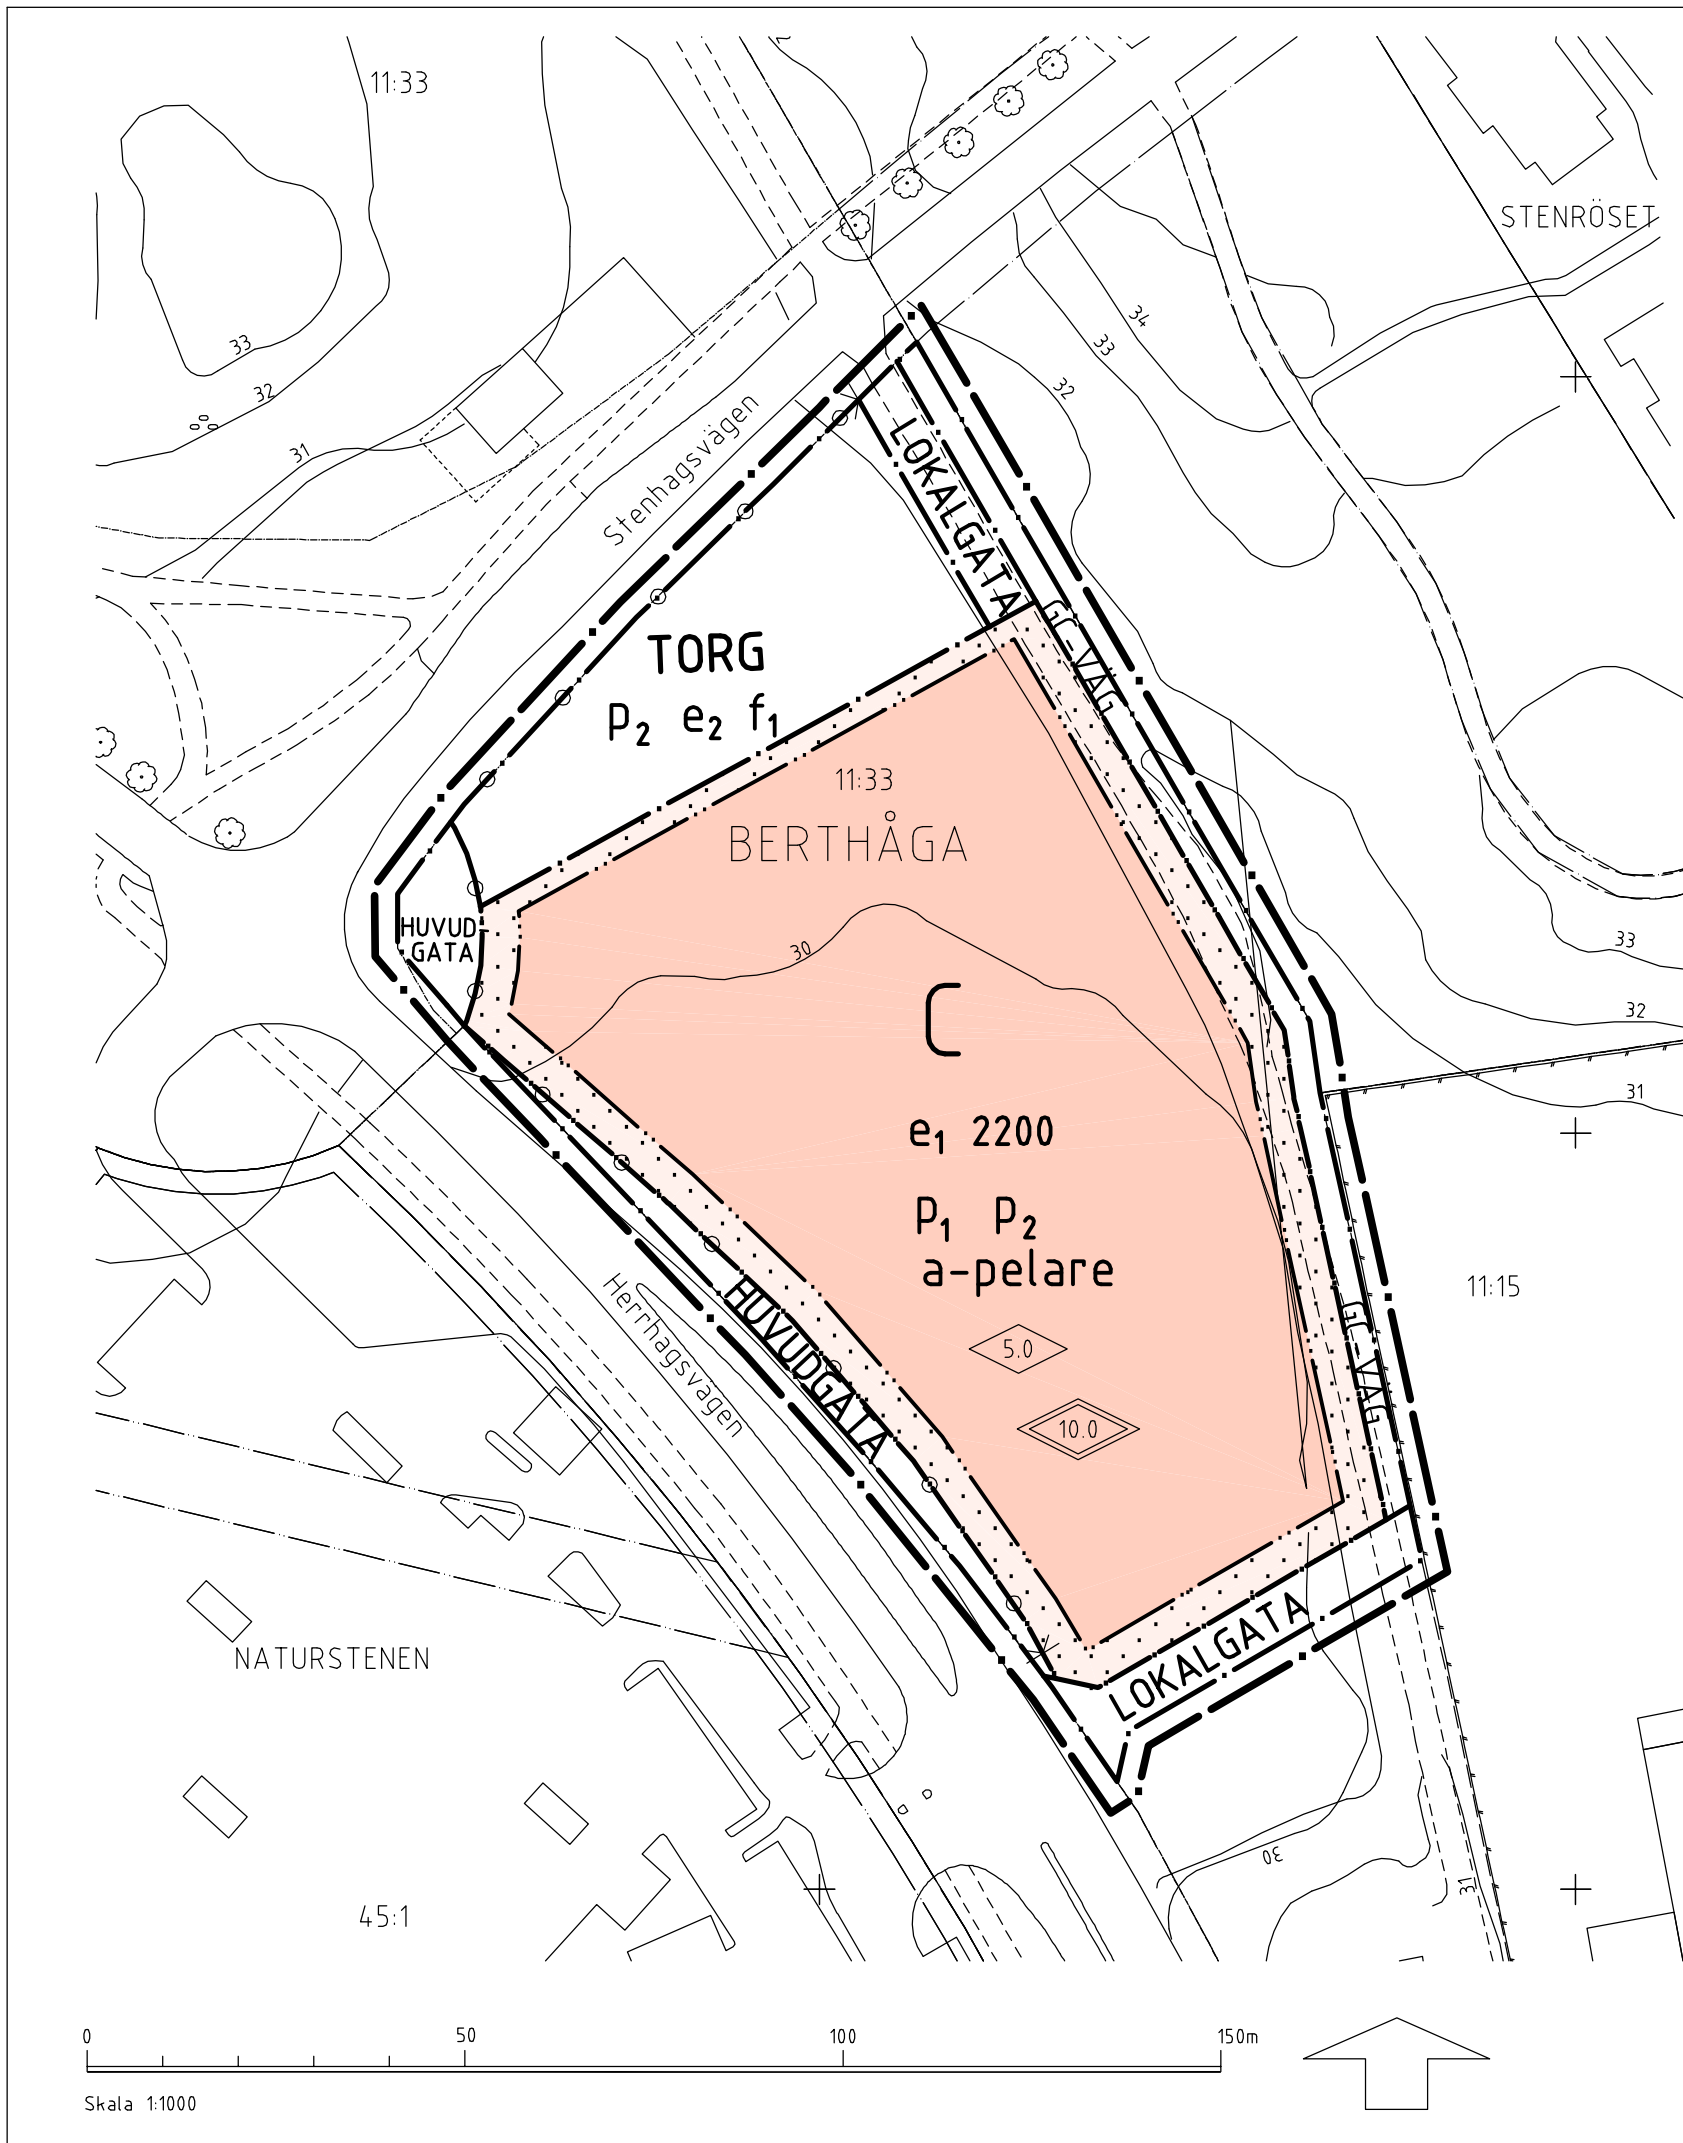 11:33
STENRÖSET
34
33
33
32
32
31
Stenhagsvägen
LOKALGATA
GC VÄG
TORG
p₂ e₂ f₁
11:33
BERTHÅGA
HUVUD-
GATA
30
33
32
31
C
e₁ 2200
p₁ p₂
a-pelare
5.0
10.0
11:15
GC VÄG
Herrhagsvägen
HUVUDGATA
LOKALGATA
NATURSTENEN
30
31
45:1
0 50 100 150m
Skala 1:1000